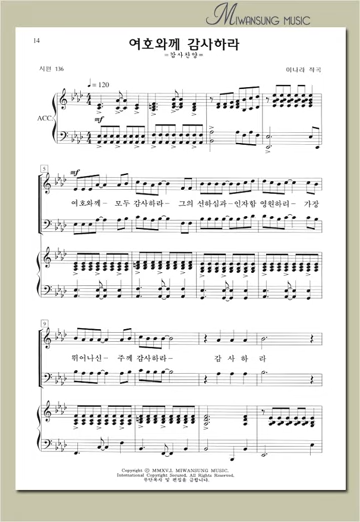 MIWANSUNG MUSIC
14
여호와께 감사하라
=감사찬양=
시편 136
이나라 작곡
♩= 120
mf
ACC.
mf
5
mf
여호와께- 모두 감사하라- 그의 선하심과-인자함 영원하리- 가장
9
뛰어나신- 주께 감사하라- 감 사 하 라
Copyright Ⓒ MMXV.I. MIWANSUNG MUSIC.
International Copyright Secured. All Rights Reserved.
무단복사 및 편집을 금합니다.